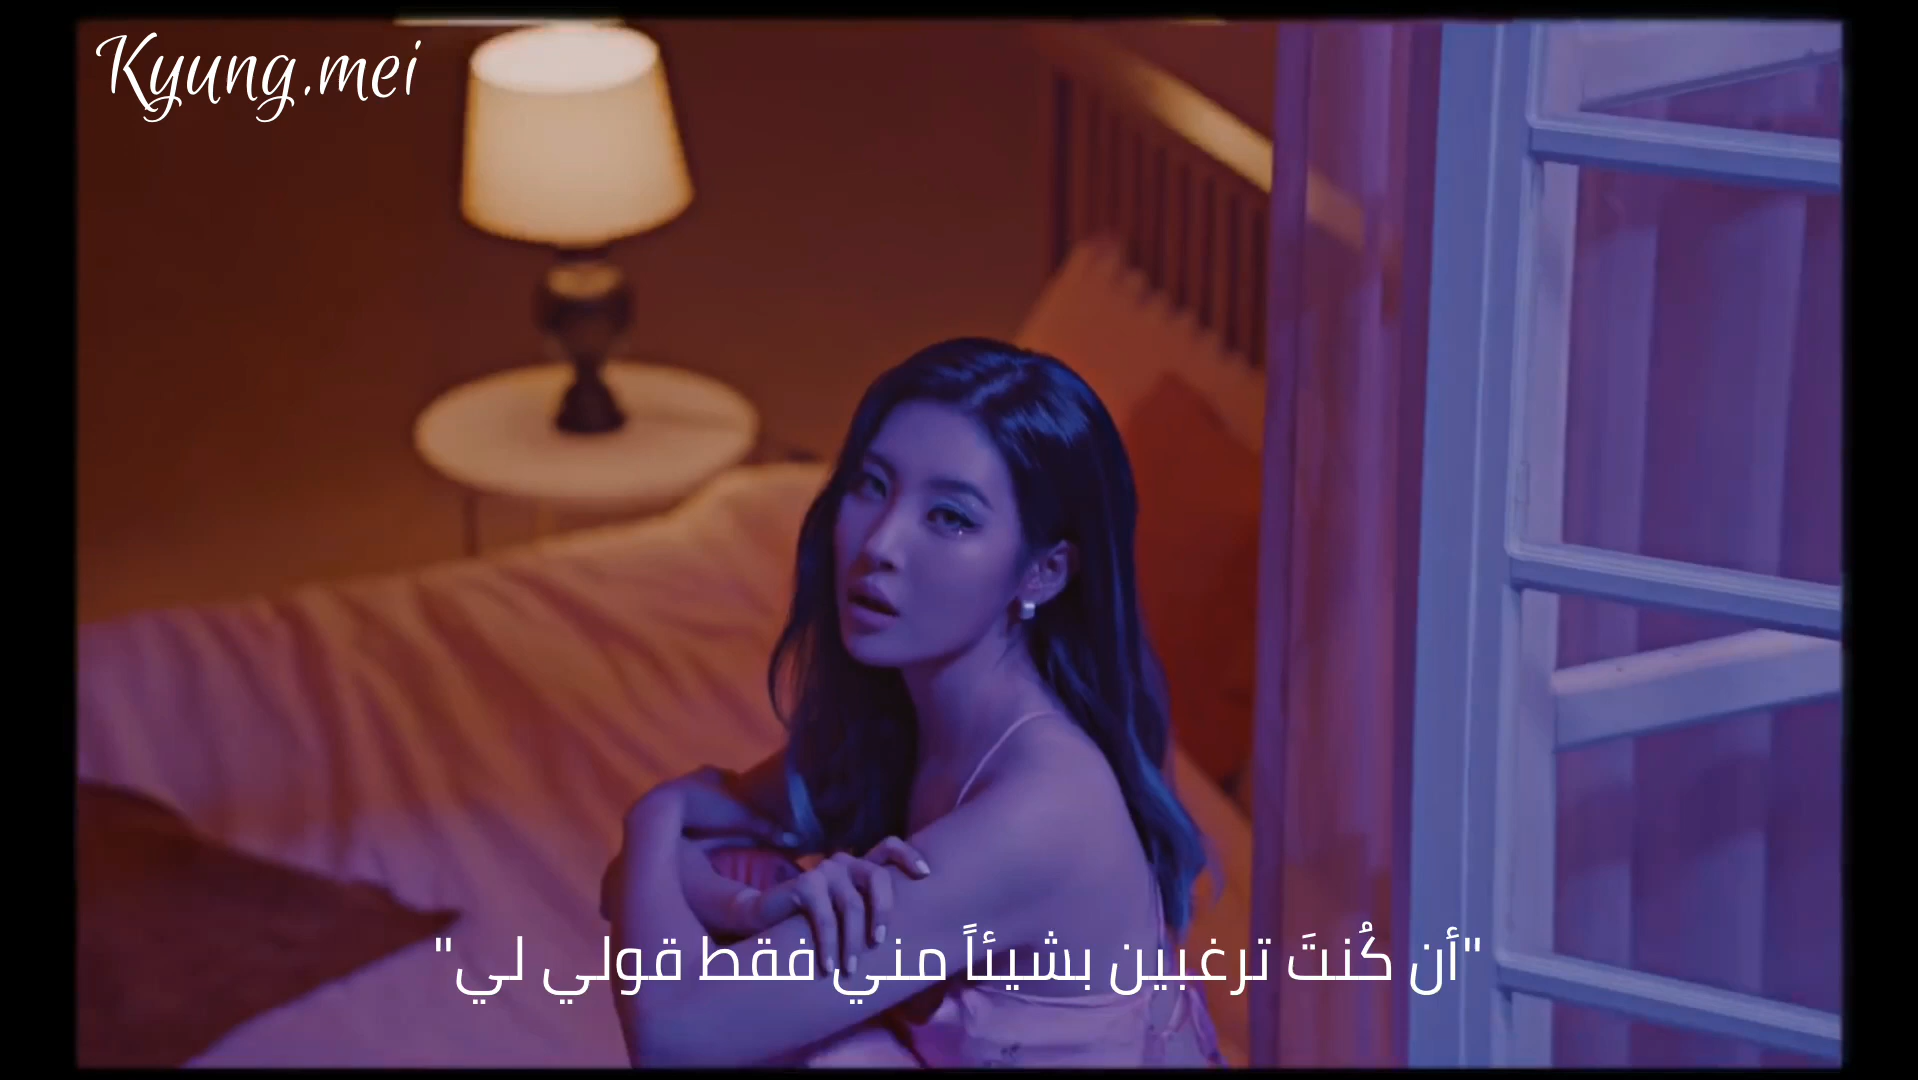 Kyung.mei
"أن كُنتَ ترغبين بشيئاً مني فقط قولي لي"